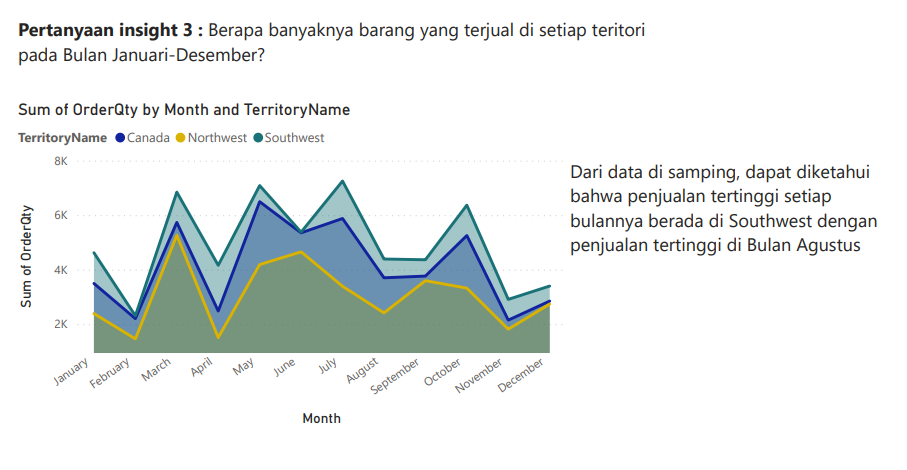 Pertanyaan insight 3 : Berapa banyaknya barang yang terjual di setiap teritori
pada Bulan Januari-Desember?
Sum of OrderQty by Month and TerritoryName
TerritoryName Canada Northwest Southwest
8K
6K
4K
2K
Sum of OrderQty
January
February
March
April
May
June
July
August
September
October
November
December
Month
Dari data di samping, dapat diketahui
bahwa penjualan tertinggi setiap
bulannya berada di Southwest dengan
penjualan tertinggi di Bulan Agustus